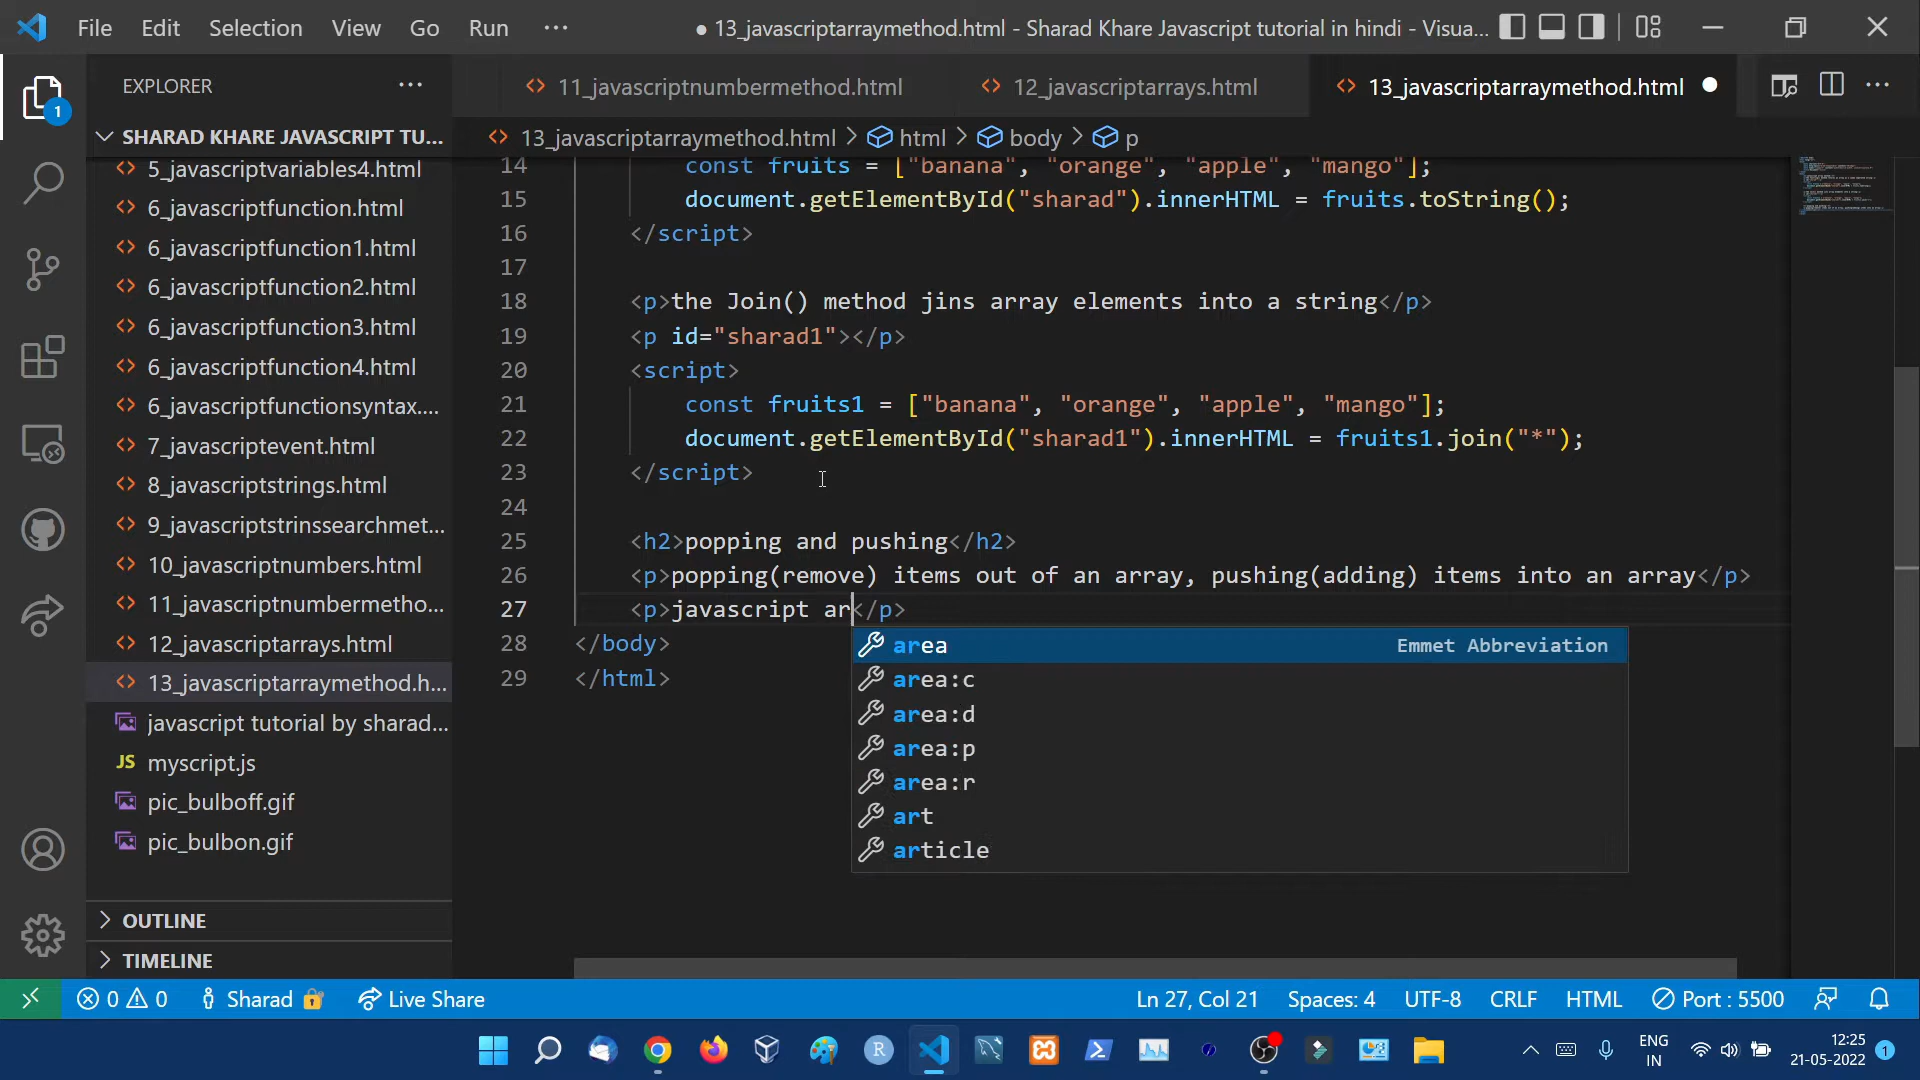 File Edit Selection View Go Run ··· ● 13_javascriptarraymethod.html - Sharad Khare Javascript tutorial in hindi - Visua...
EXPLORER ···
11_javascriptnumbermethod.html 12_javascriptarrays.html 13_javascriptarraymethod.html ● ···
SHARAD KHARE JAVASCRIPT TU...
13_javascriptarraymethod.html > html > body > p
5_javascriptvariables4.html
6_javascriptfunction.html
6_javascriptfunction1.html
6_javascriptfunction2.html
6_javascriptfunction3.html
6_javascriptfunction4.html
6_javascriptfunctionsyntax....
7_javascriptevent.html
8_javascriptstrings.html
9_javascriptstrinssearchmet...
10_javascriptnumbers.html
11_javascriptnumbermetho...
12_javascriptarrays.html
13_javascriptarraymethod.h...
javascript tutorial by sharad...
JS myscript.js
pic_bulboff.gif
pic_bulbon.gif
OUTLINE
TIMELINE
1
14 const fruits = ["banana", "orange", "apple", "mango"];
15 document.getElementById("sharad").innerHTML = fruits.toString();
16 </script>
17
18 <p>the Join() method jins array elements into a string</p>
19 <p id="sharad1"></p>
20 <script>
21 const fruits1 = ["banana", "orange", "apple", "mango"];
22 document.getElementById("sharad1").innerHTML = fruits1.join("*");
23 </script>
24
25 <h2>popping and pushing</h2>
26 <p>popping(remove) items out of an array, pushing(adding) items into an array</p>
27 <p>javascript ar</p>
28 </body>
29 </html>
area Emmet Abbreviation
area:c
area:d
area:p
area:r
art
article
0 0 Sharad Live Share Ln 27, Col 21 Spaces: 4 UTF-8 CRLF HTML Port : 5500
R ENG
IN
12:25
21-05-2022
1